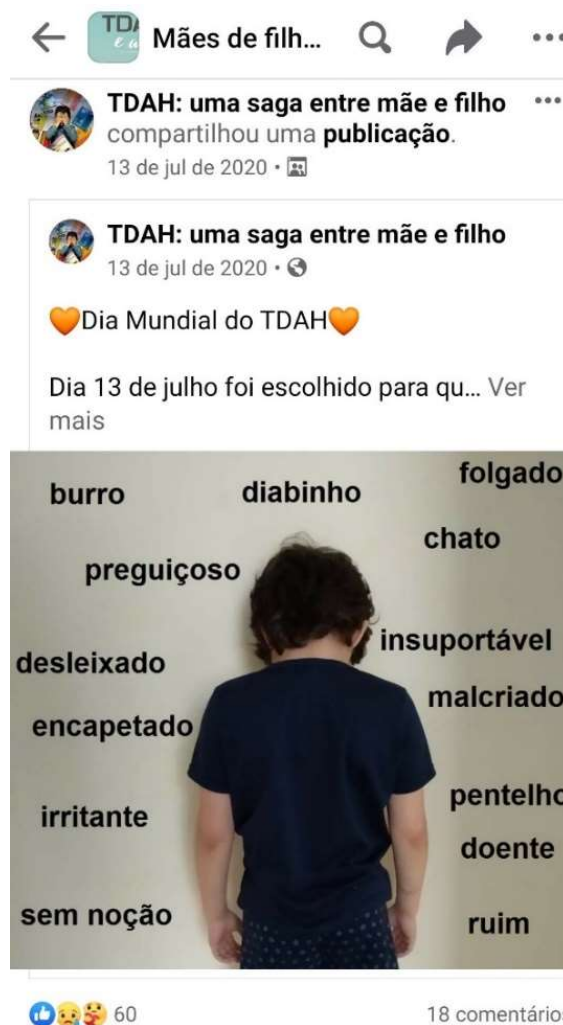 TDA
e u
Mães de filh...
TDAH: uma saga entre mãe e filho
compartilhou uma publicação.
13 de jul de 2020 •
TDAH: uma saga entre mãe e filho
13 de jul de 2020 •
🧡Dia Mundial do TDAH🧡
Dia 13 de julho foi escolhido para qu... Ver
mais
folgado
burro
diabinho
chato
preguiçoso
insuportável
desleixado
malcriado
encapetado
pentelho
irritante
doente
sem noção
ruim
60
18 comentários